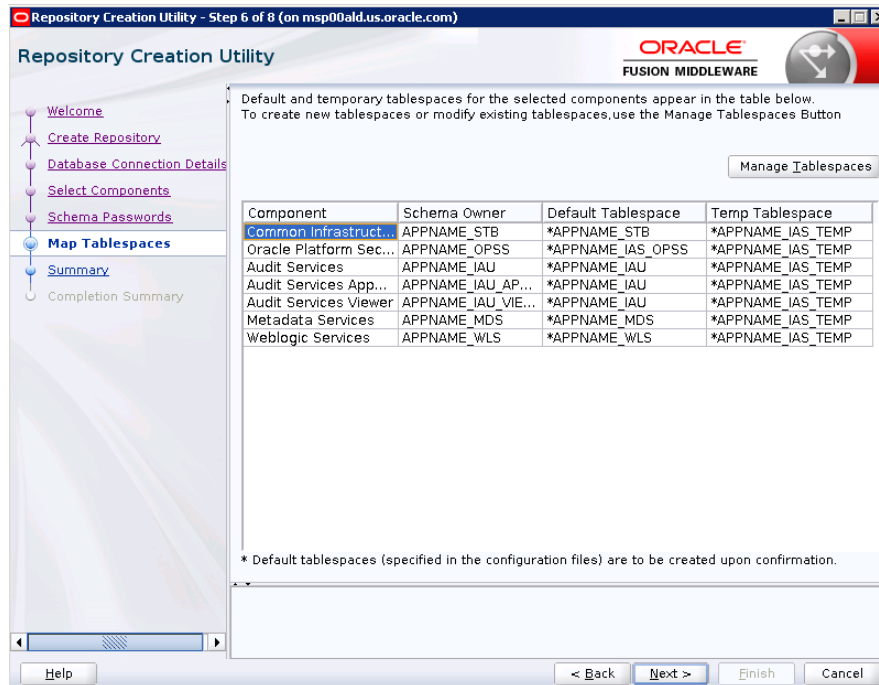 Repository Creation Utility - Step 6 of 8 (on msp00ald.us.oracle.com)
Repository Creation Utility
ORACLE
FUSION MIDDLEWARE
Welcome
Create Repository
Database Connection Details
Select Components
Schema Passwords
Map Tablespaces
Summary
Completion Summary
Default and temporary tablespaces for the selected components appear in the table below.
To create new tablespaces or modify existing tablespaces,use the Manage Tablespaces Button
Manage Tablespaces
Component Schema Owner Default Tablespace Temp Tablespace
Common Infrastruct... APPNAME_STB *APPNAME_STB *APPNAME_IAS_TEMP
Oracle Platform Sec... APPNAME_OPSS *APPNAME_IAS_OPSS *APPNAME_IAS_TEMP
Audit Services APPNAME_IAU *APPNAME_IAU *APPNAME_IAS_TEMP
Audit Services App... APPNAME_IAU_AP... *APPNAME_IAU *APPNAME_IAS_TEMP
Audit Services Viewer APPNAME_IAU_VIE... *APPNAME_IAU *APPNAME_IAS_TEMP
Metadata Services APPNAME_MDS *APPNAME_MDS *APPNAME_IAS_TEMP
Weblogic Services APPNAME_WLS *APPNAME_WLS *APPNAME_IAS_TEMP
* Default tablespaces (specified in the configuration files) are to be created upon confirmation.
Help
< Back Next > Finish Cancel